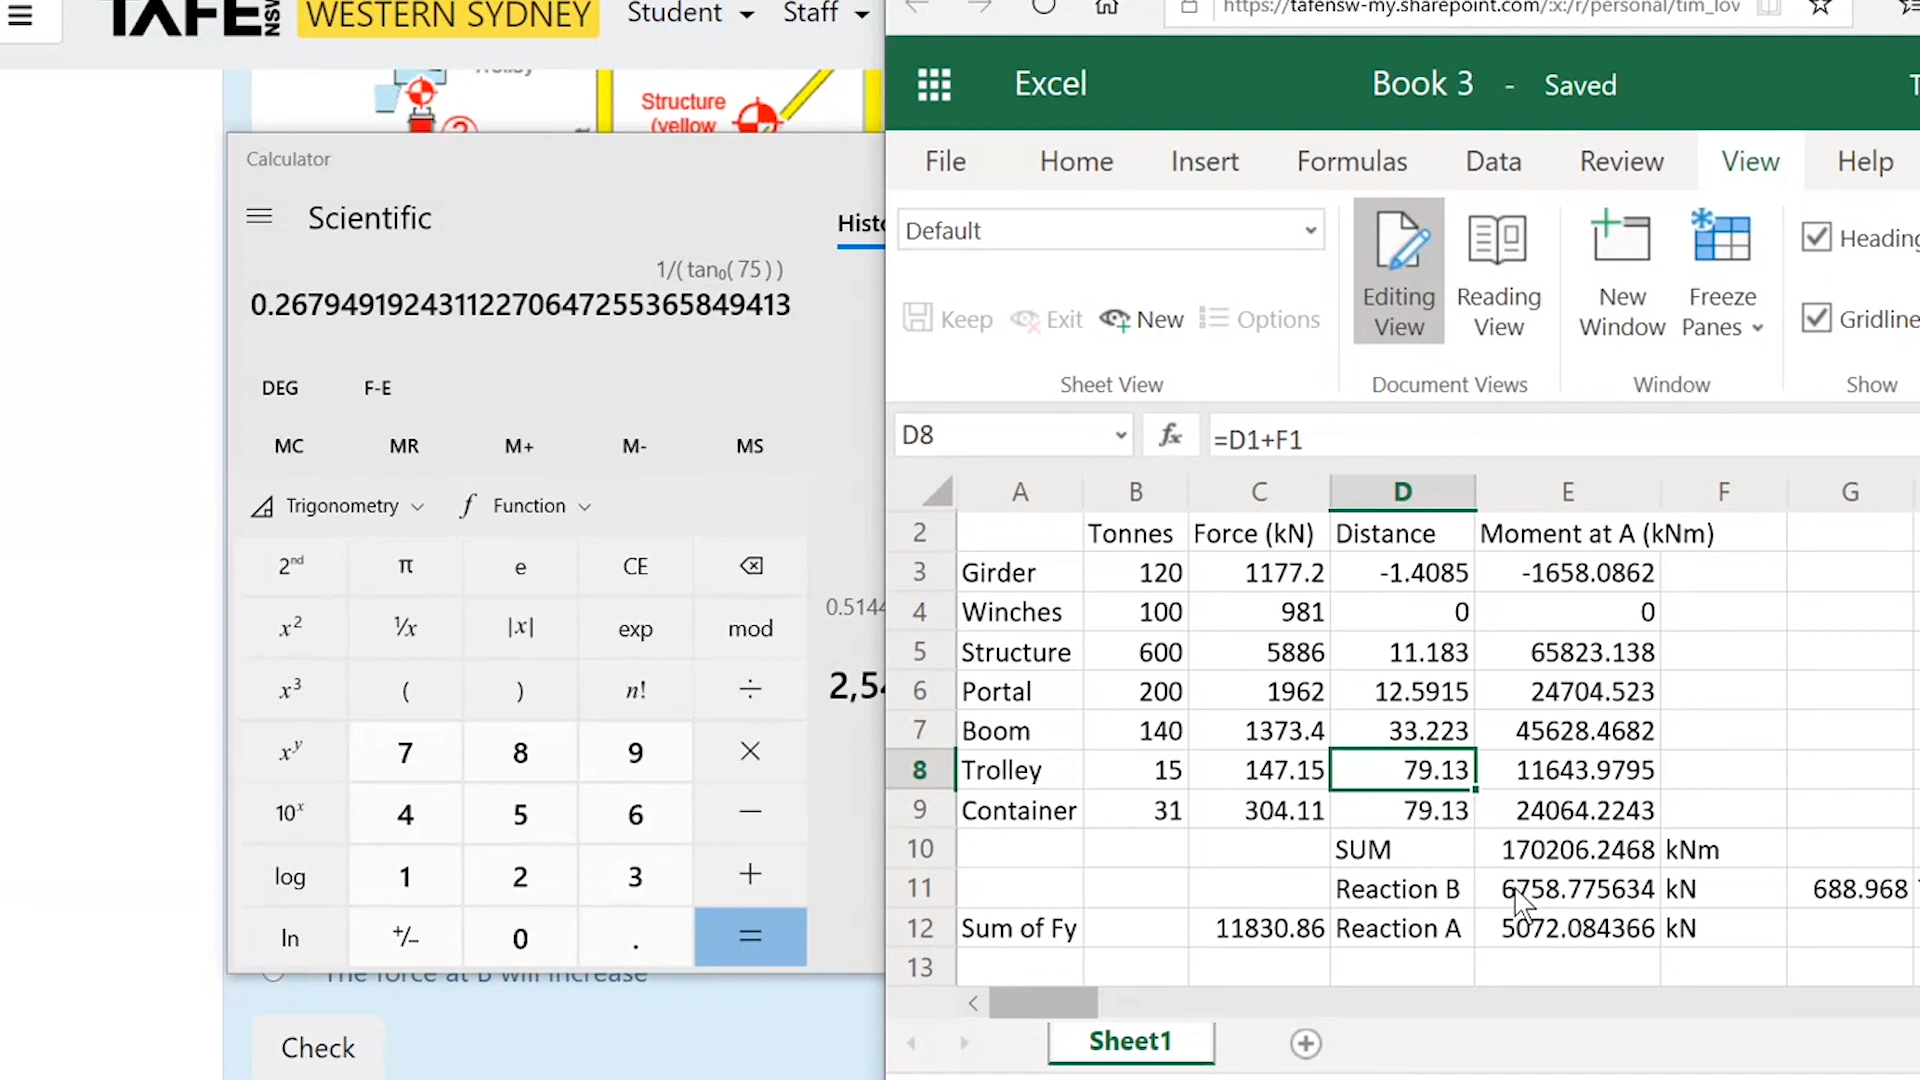 TAFE NSW
WESTERN SYDNEY
Student
Staff
Trolley
Structure
(yellow
Calculator
Scientific
1/(tan₀(75))
0.26794919243112270647255365849413
DEG F-E
MC MR M+ M- MS
Trigonometry f Function
2nd π e CE
x² ¹/x |x| exp mod
x³ ( ) n! ÷
xʸ 7 8 9 ×
10ˣ 4 5 6 −
log 1 2 3 +
ln +/− 0 . =
0.5144
The force at B will increase
Check
https://tafensw-my.sharepoint.com/:x:/r/personal/tim_lov
Excel
Book 3 - Saved
File Home Insert Formulas Data Review View Help
Default
Keep Exit New Options
Sheet View
Editing
View
Reading
View
Document Views
New
Window
Freeze
Panes
Window
Heading
Gridline
Show
D8 fx =D1+F1
A B C D E F G
2 Tonnes Force (kN) Distance Moment at A (kNm)
3 Girder 120 1177.2 -1.4085 -1658.0862
4 Winches 100 981 0 0
5 Structure 600 5886 11.183 65823.138
6 Portal 200 1962 12.5915 24704.523
7 Boom 140 1373.4 33.223 45628.4682
8 Trolley 15 147.15 79.13 11643.9795
9 Container 31 304.11 79.13 24064.2243
10 SUM 170206.2468 kNm
11 Reaction B 6758.775634 kN 688.968
12 Sum of Fy 11830.86 Reaction A 5072.084366 kN
13
Sheet1